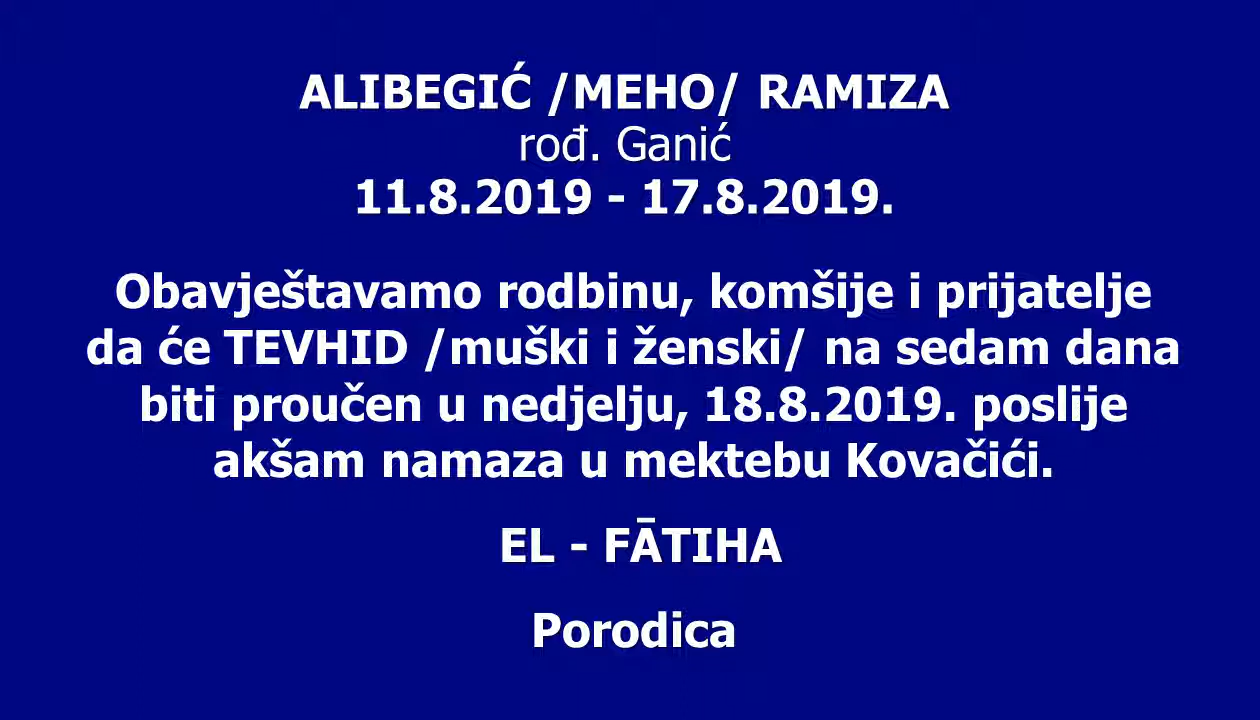 ALIBEGIĆ /MEHO/ RAMIZA
rođ. Ganić
11.8.2019 - 17.8.2019.
Obavještavamo rodbinu, komšije i prijatelje
da će TEVHID /muški i ženski/ na sedam dana
biti proučen u nedjelju, 18.8.2019. poslije
akšam namaza u mektebu Kovačići.
EL - FĀTIHA
Porodica